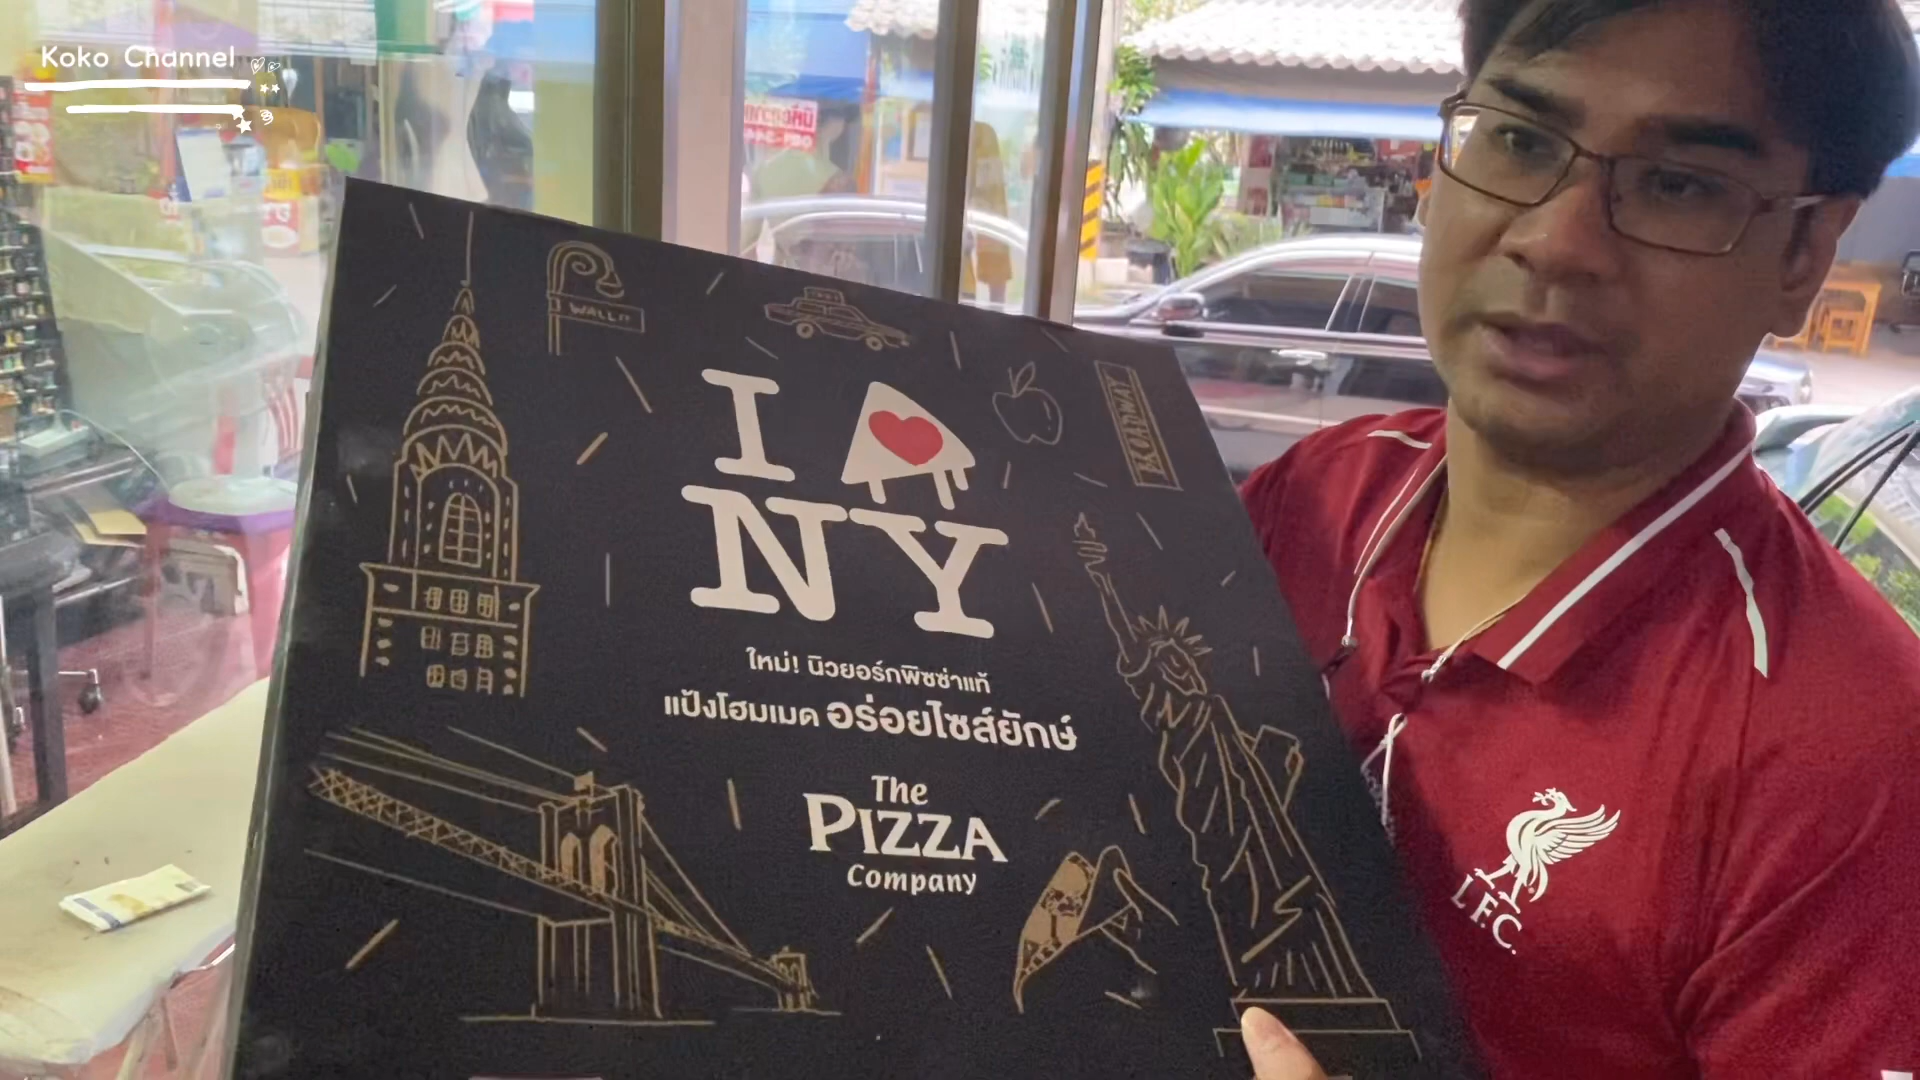 Koko Channel
WALL ST
TAXI
BROADWAY
I
NY
ใหม่! นิวยอร์กพิซซ่าแท้
แป้งโฮมเมด อร่อยไซส์ยักษ์
The
PIZZA
Company
L.F.C.